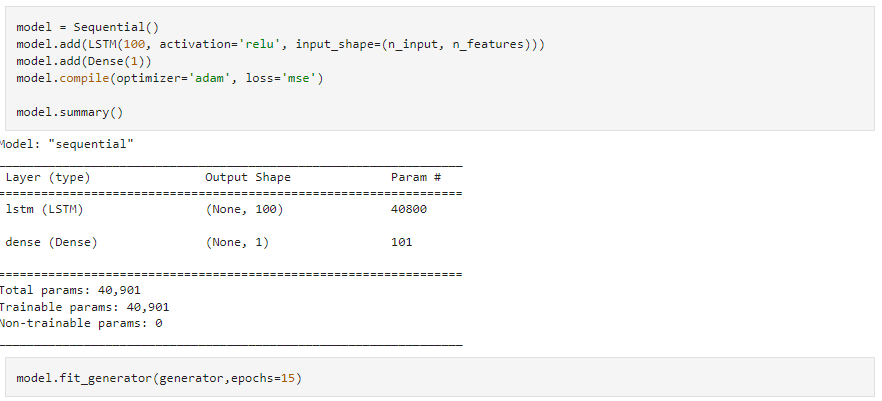 model = Sequential()
model.add(LSTM(100, activation='relu', input_shape=(n_input, n_features)))
model.add(Dense(1))
model.compile(optimizer='adam', loss='mse')
model.summary()
Model: "sequential"
Layer (type) Output Shape Param #
lstm (LSTM) (None, 100) 40800
dense (Dense) (None, 1) 101
Total params: 40,901
Trainable params: 40,901
Non-trainable params: 0
model.fit_generator(generator,epochs=15)